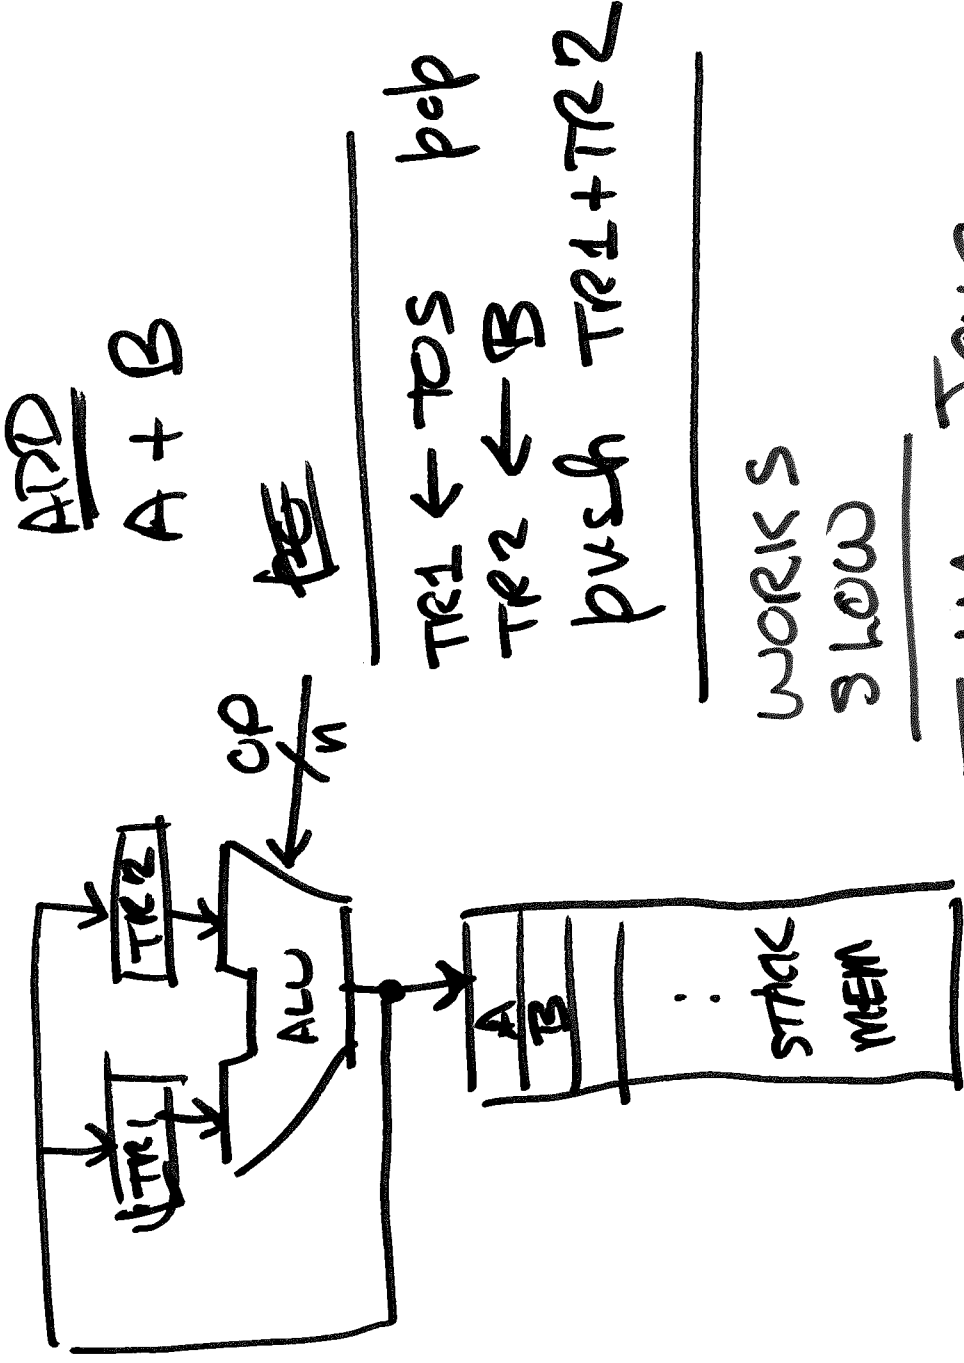 ADD
A + B
TR1 ← TOS pop
TR2 ← B
push TR1+TR2
WORKS
SLOW
OP
n
TR1
TR2
ALU
A
B
:
STACK
MEM